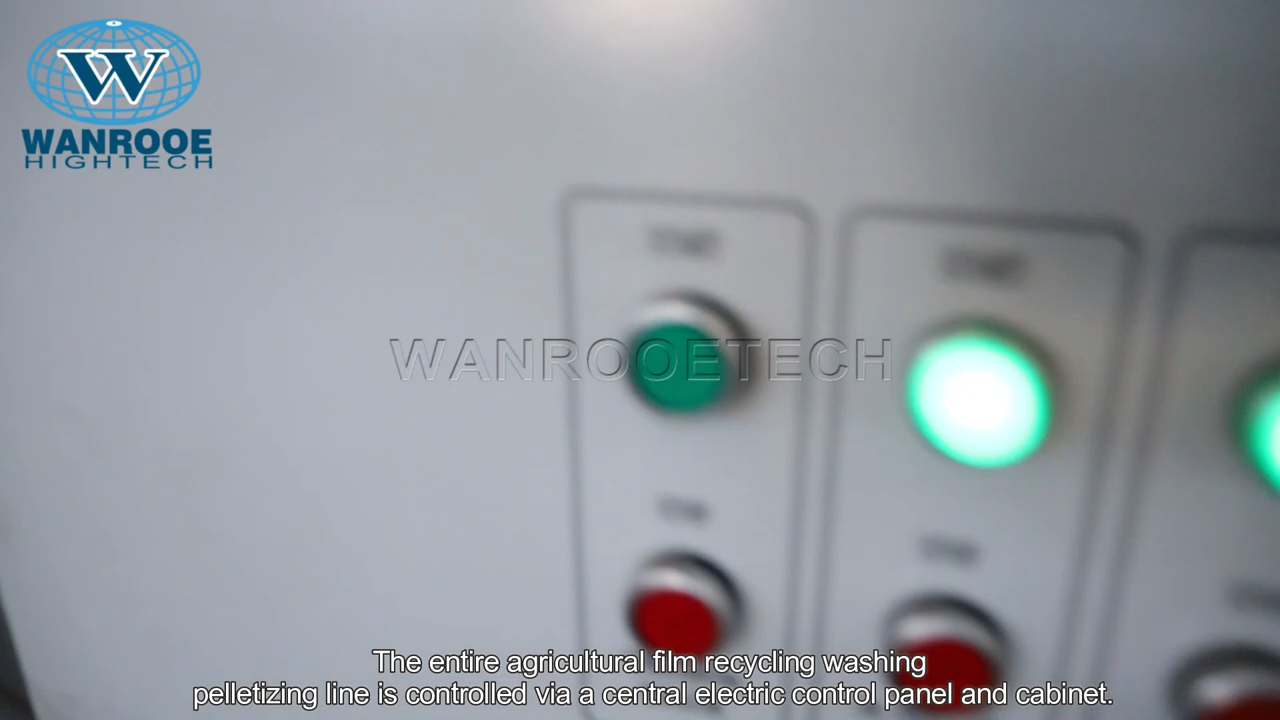 W
WANROOE
HIGHTECH
WANROOETECH
The entire agricultural film recycling washing
pelletizing line is controlled via a central electric control panel and cabinet.